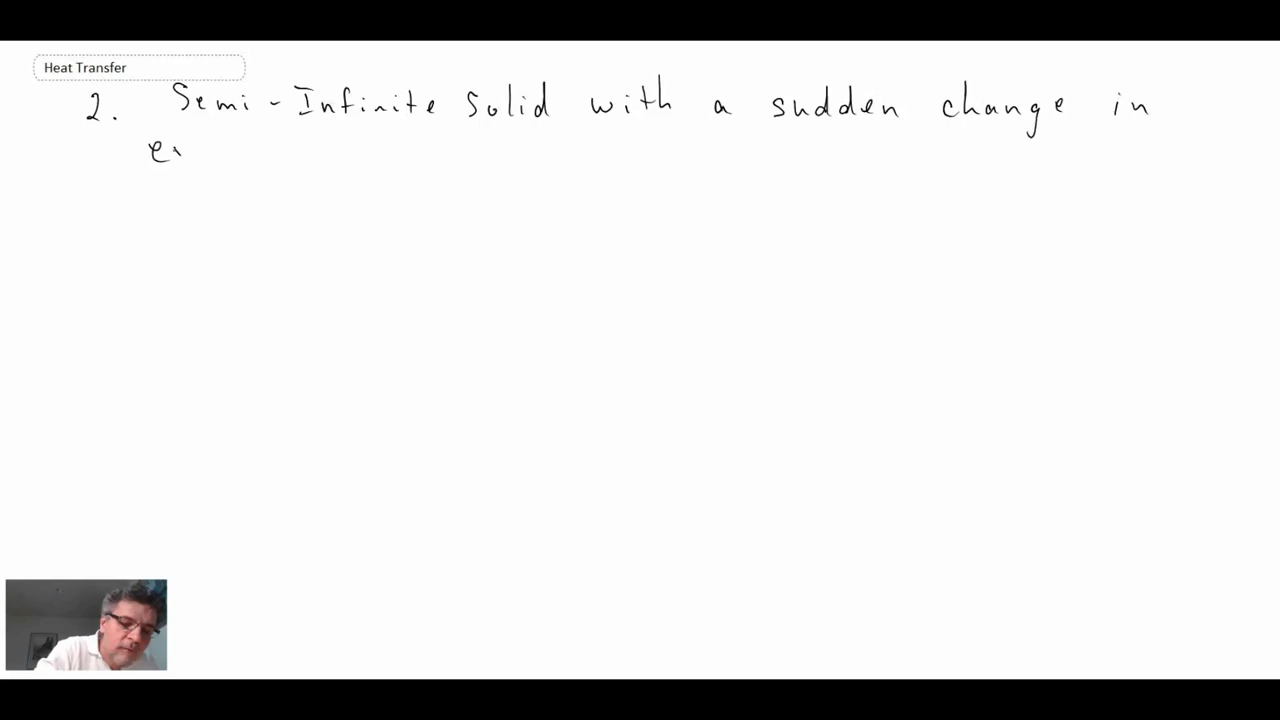 Heat Transfer
2. Semi-Infinite Solid with a sudden change in